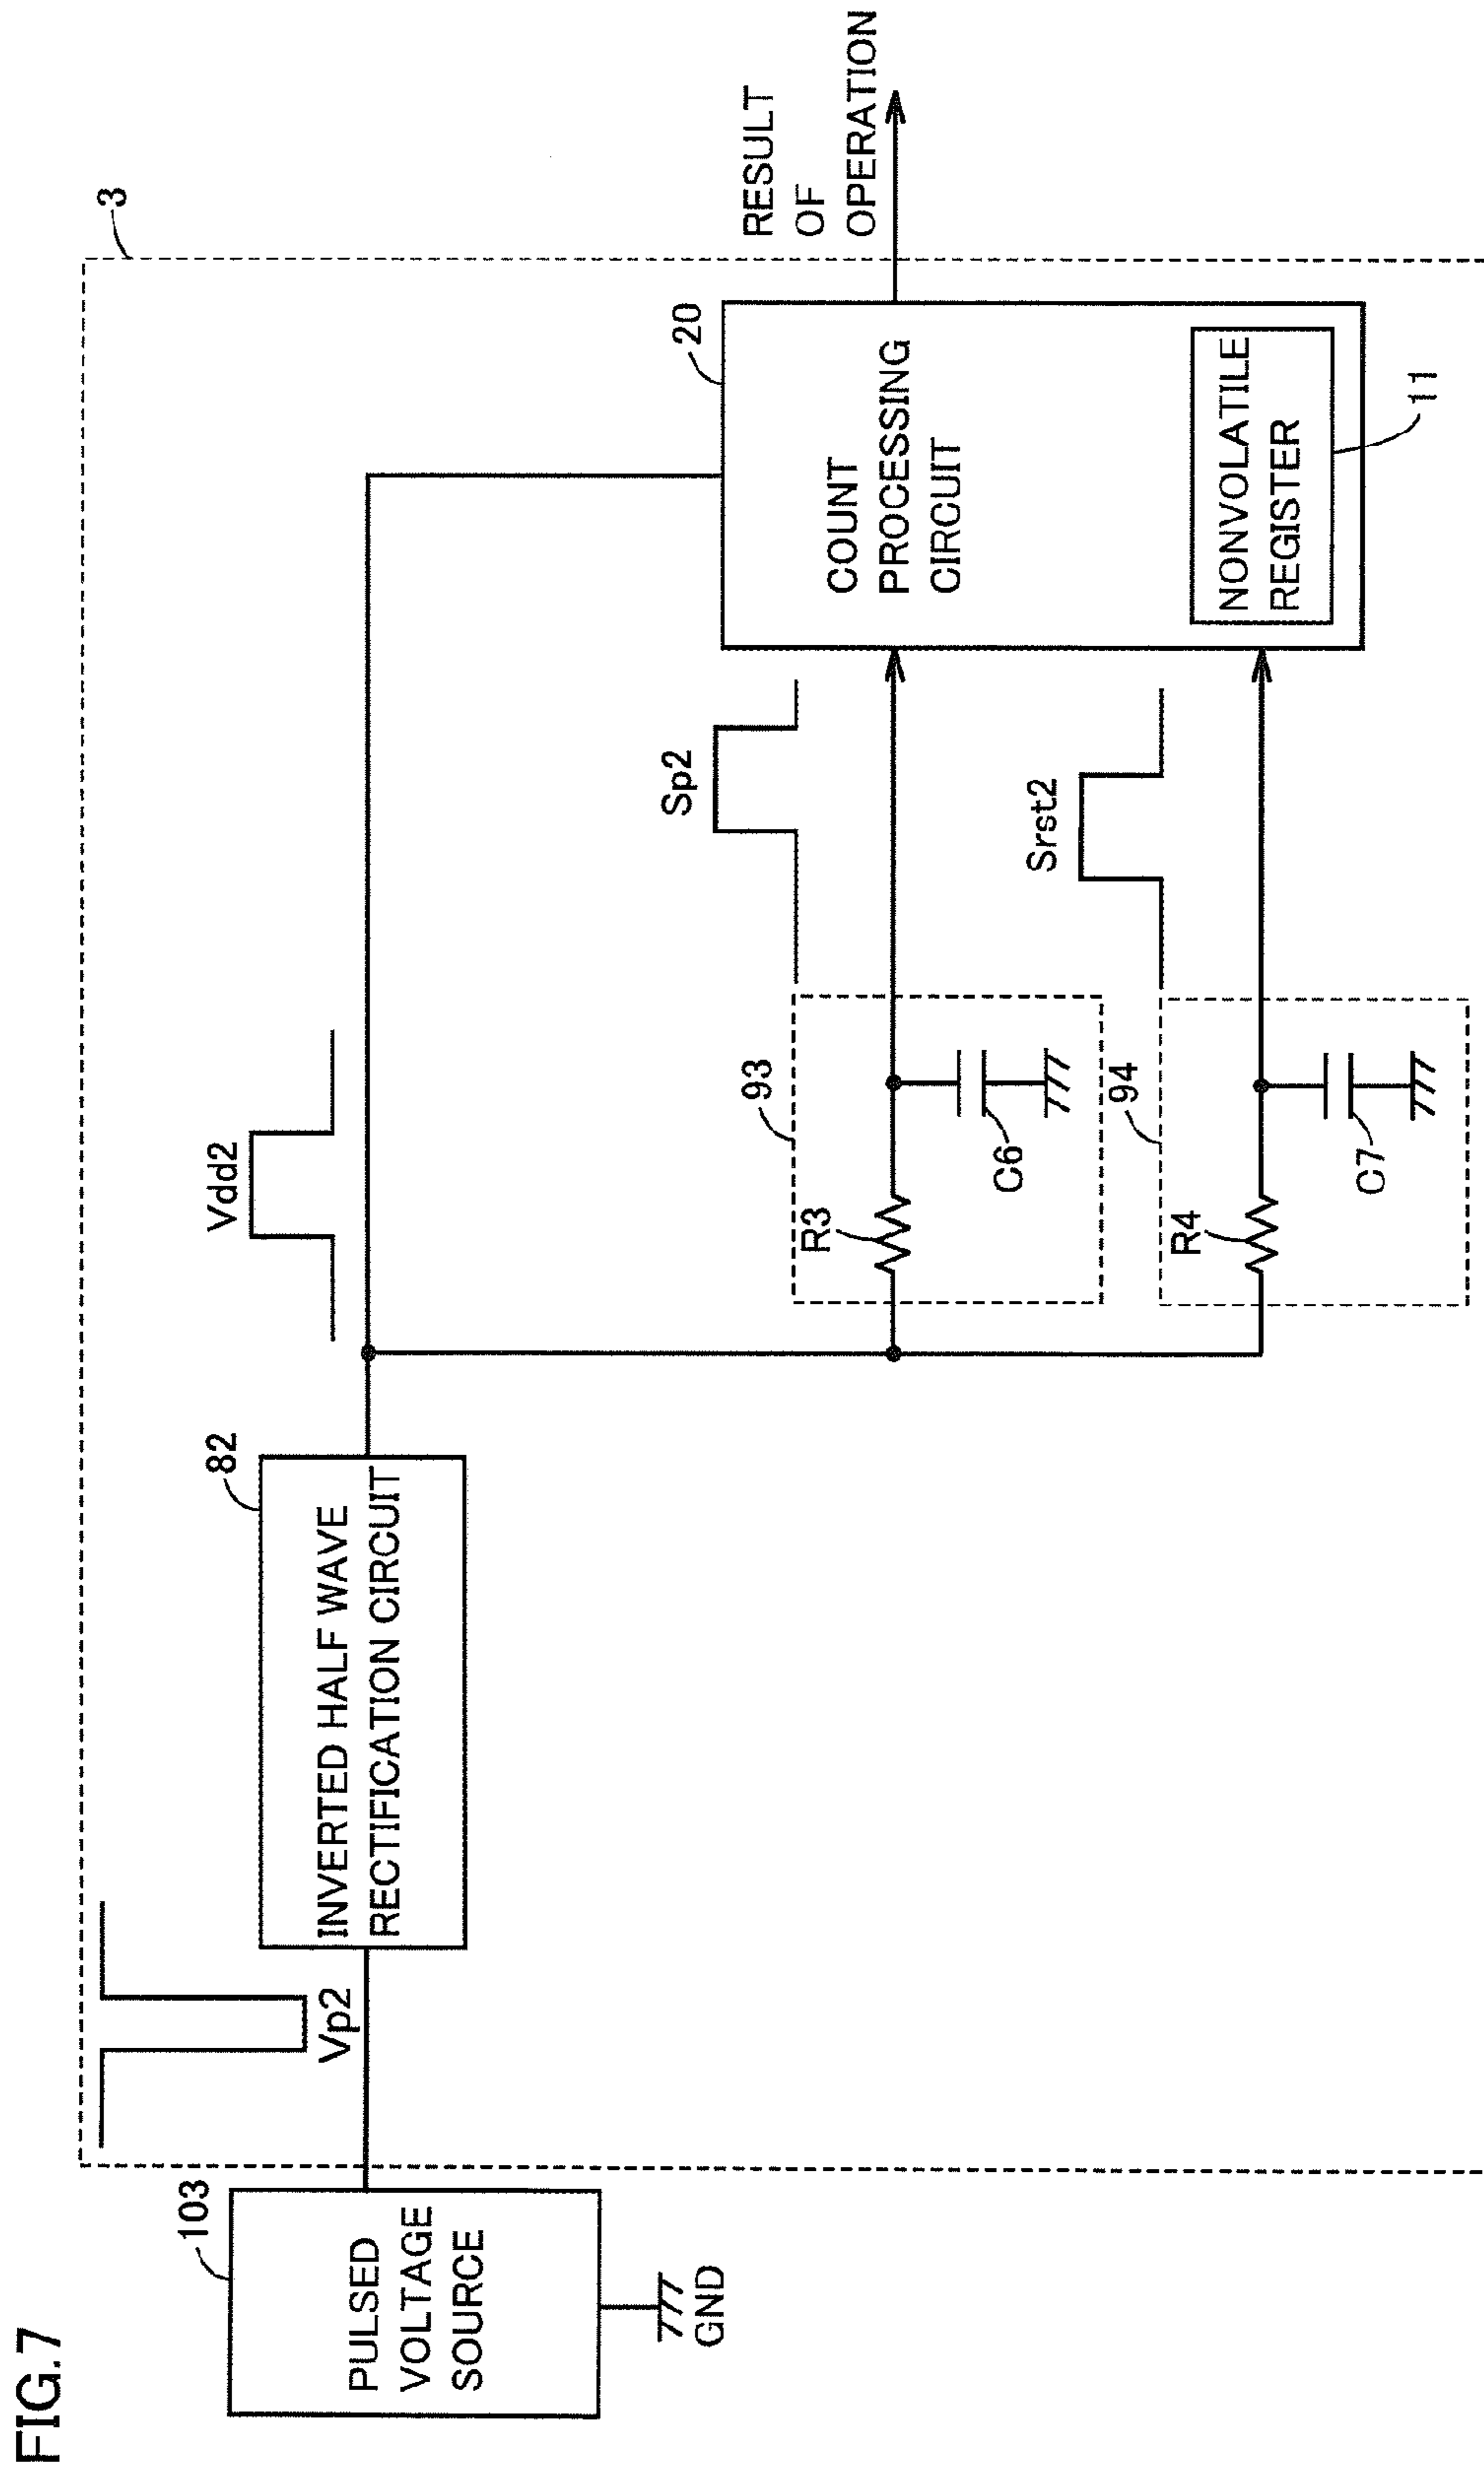 FIG.7
103
PULSED
VOLTAGE
SOURCE
GND
Vp2
3
82
INVERTED HALF WAVE
RECTIFICATION CIRCUIT
Vdd2
93
R3
C6
94
R4
C7
Sp2
Srst2
20
COUNT
PROCESSING
CIRCUIT
NONVOLATILE
REGISTER
11
RESULT
OF
OPERATION